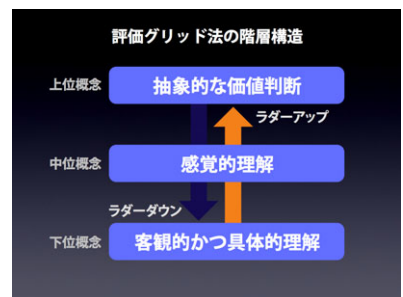 評価グリッド法の階層構造
上位概念
抽象的な価値判断
ラダーアップ
中位概念
感覚的理解
ラダーダウン
下位概念
客観的かつ具体的理解